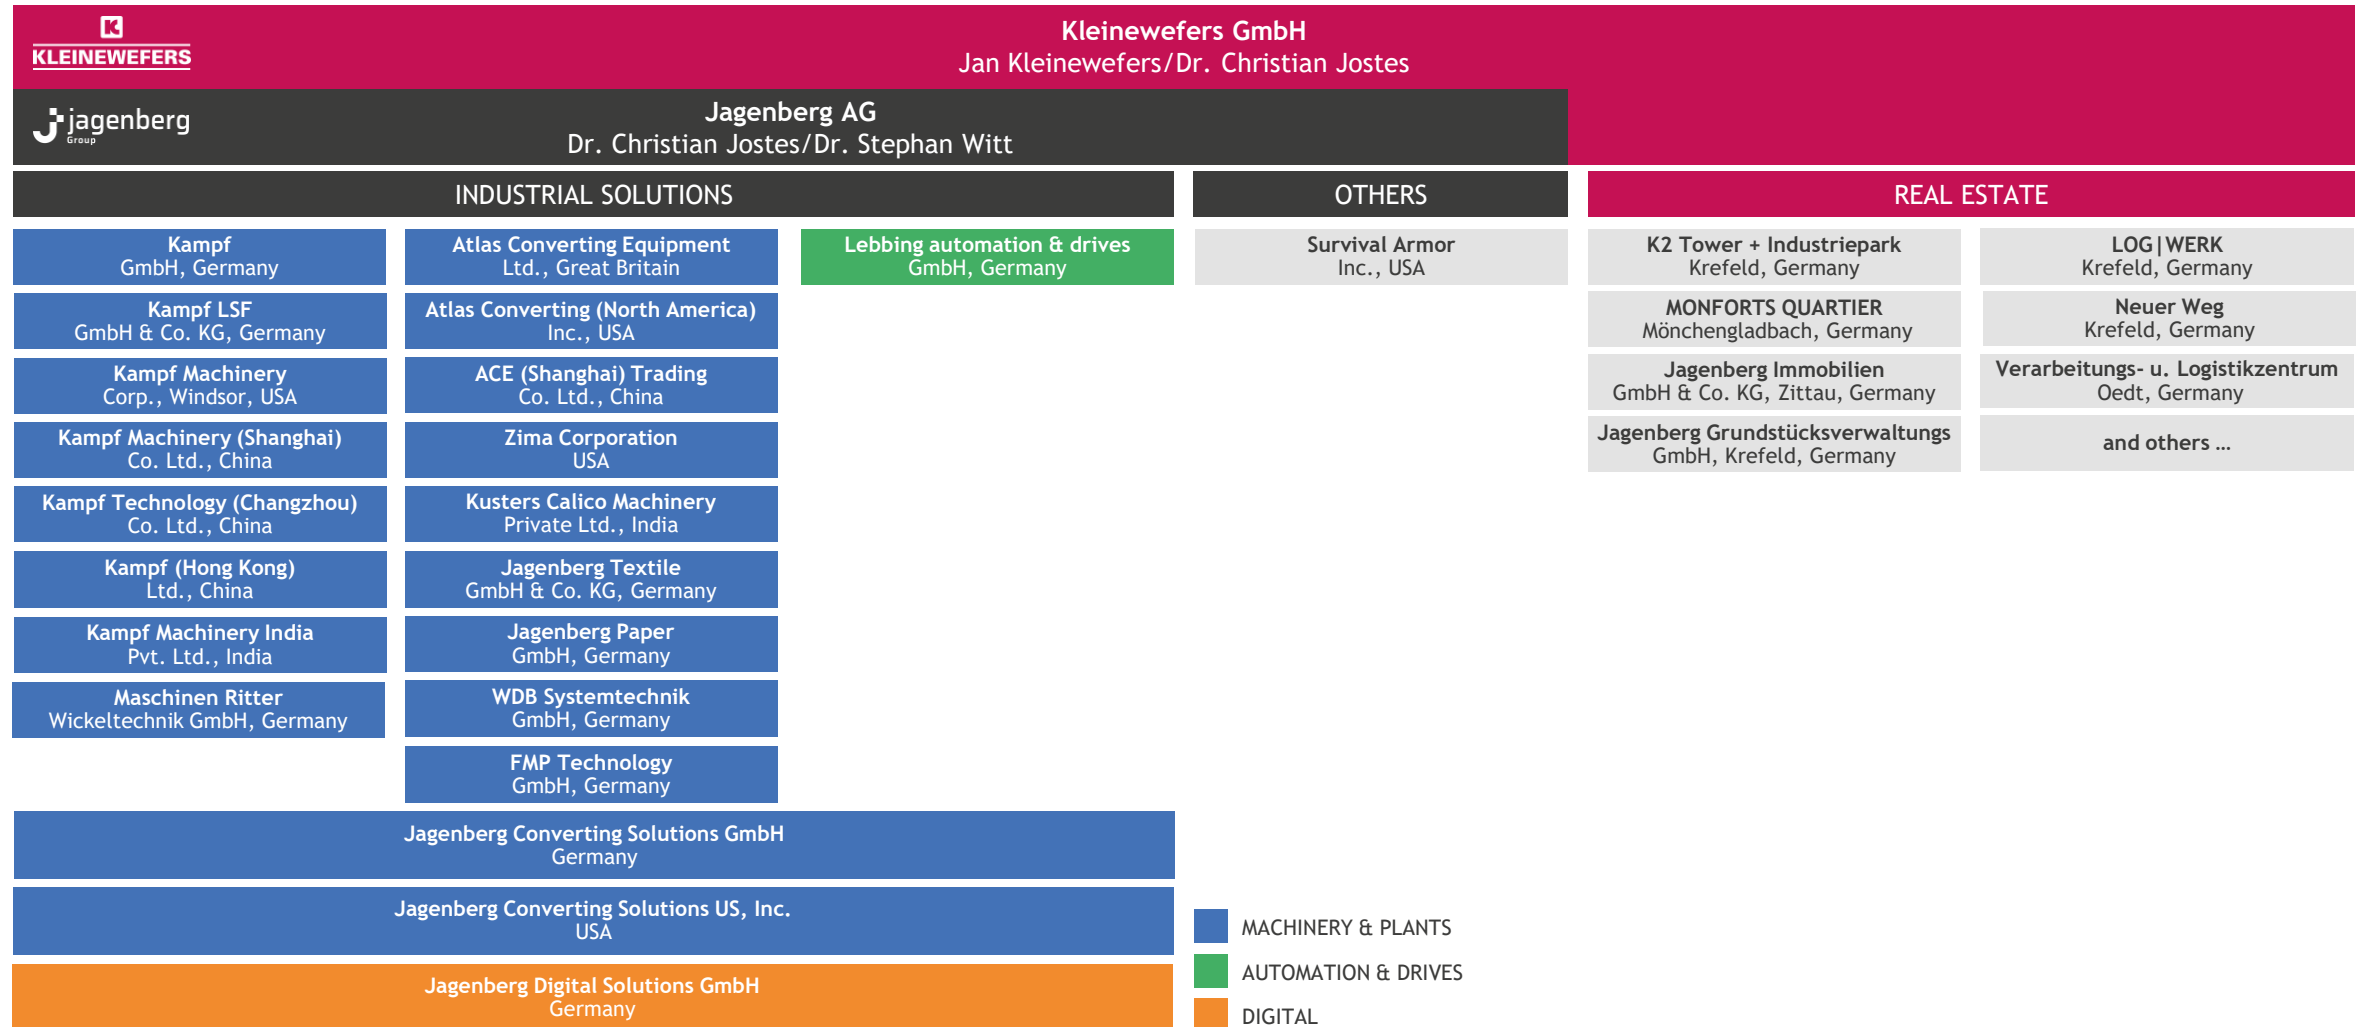 K
KLEINEWEFERS
Kleinewefers GmbH
Jan Kleinewefers/Dr. Christian Jostes
jagenberg
Group
Jagenberg AG
Dr. Christian Jostes/Dr. Stephan Witt
INDUSTRIAL SOLUTIONS
Kampf
GmbH, Germany
Kampf LSF
GmbH & Co. KG, Germany
Kampf Machinery
Corp., Windsor, USA
Kampf Machinery (Shanghai)
Co. Ltd., China
Kampf Technology (Changzhou)
Co. Ltd., China
Kampf (Hong Kong)
Ltd., China
Kampf Machinery India
Pvt. Ltd., India
Maschinen Ritter
Wickeltechnik GmbH, Germany
Atlas Converting Equipment
Ltd., Great Britain
Atlas Converting (North America)
Inc., USA
ACE (Shanghai) Trading
Co. Ltd., China
Zima Corporation
USA
Kusters Calico Machinery
Private Ltd., India
Jagenberg Textile
GmbH & Co. KG, Germany
Jagenberg Paper
GmbH, Germany
WDB Systemtechnik
GmbH, Germany
FMP Technology
GmbH, Germany
Lebbing automation & drives
GmbH, Germany
Jagenberg Converting Solutions GmbH
Germany
Jagenberg Converting Solutions US, Inc.
USA
Jagenberg Digital Solutions GmbH
Germany
OTHERS
Survival Armor
Inc., USA
REAL ESTATE
K2 Tower + Industriepark
Krefeld, Germany
MONFORTS QUARTIER
Mönchengladbach, Germany
Jagenberg Immobilien
GmbH & Co. KG, Zittau, Germany
Jagenberg Grundstücksverwaltungs
GmbH, Krefeld, Germany
LOG|WERK
Krefeld, Germany
Neuer Weg
Krefeld, Germany
Verarbeitungs- u. Logistikzentrum
Oedt, Germany
and others …
MACHINERY & PLANTS
AUTOMATION & DRIVES
DIGITAL